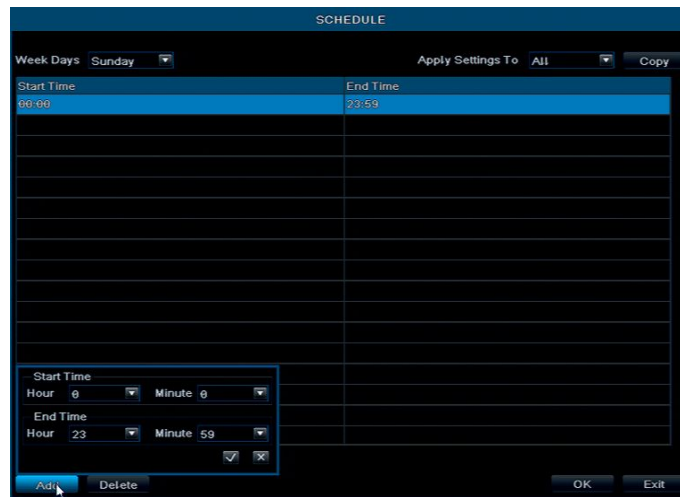 SCHEDULE
Week Days Sunday Apply Settings To All Copy
Start Time End Time
00:00 23:59
Start Time
Hour 0 Minute 0
End Time
Hour 23 Minute 59
Add Delete OK Exit